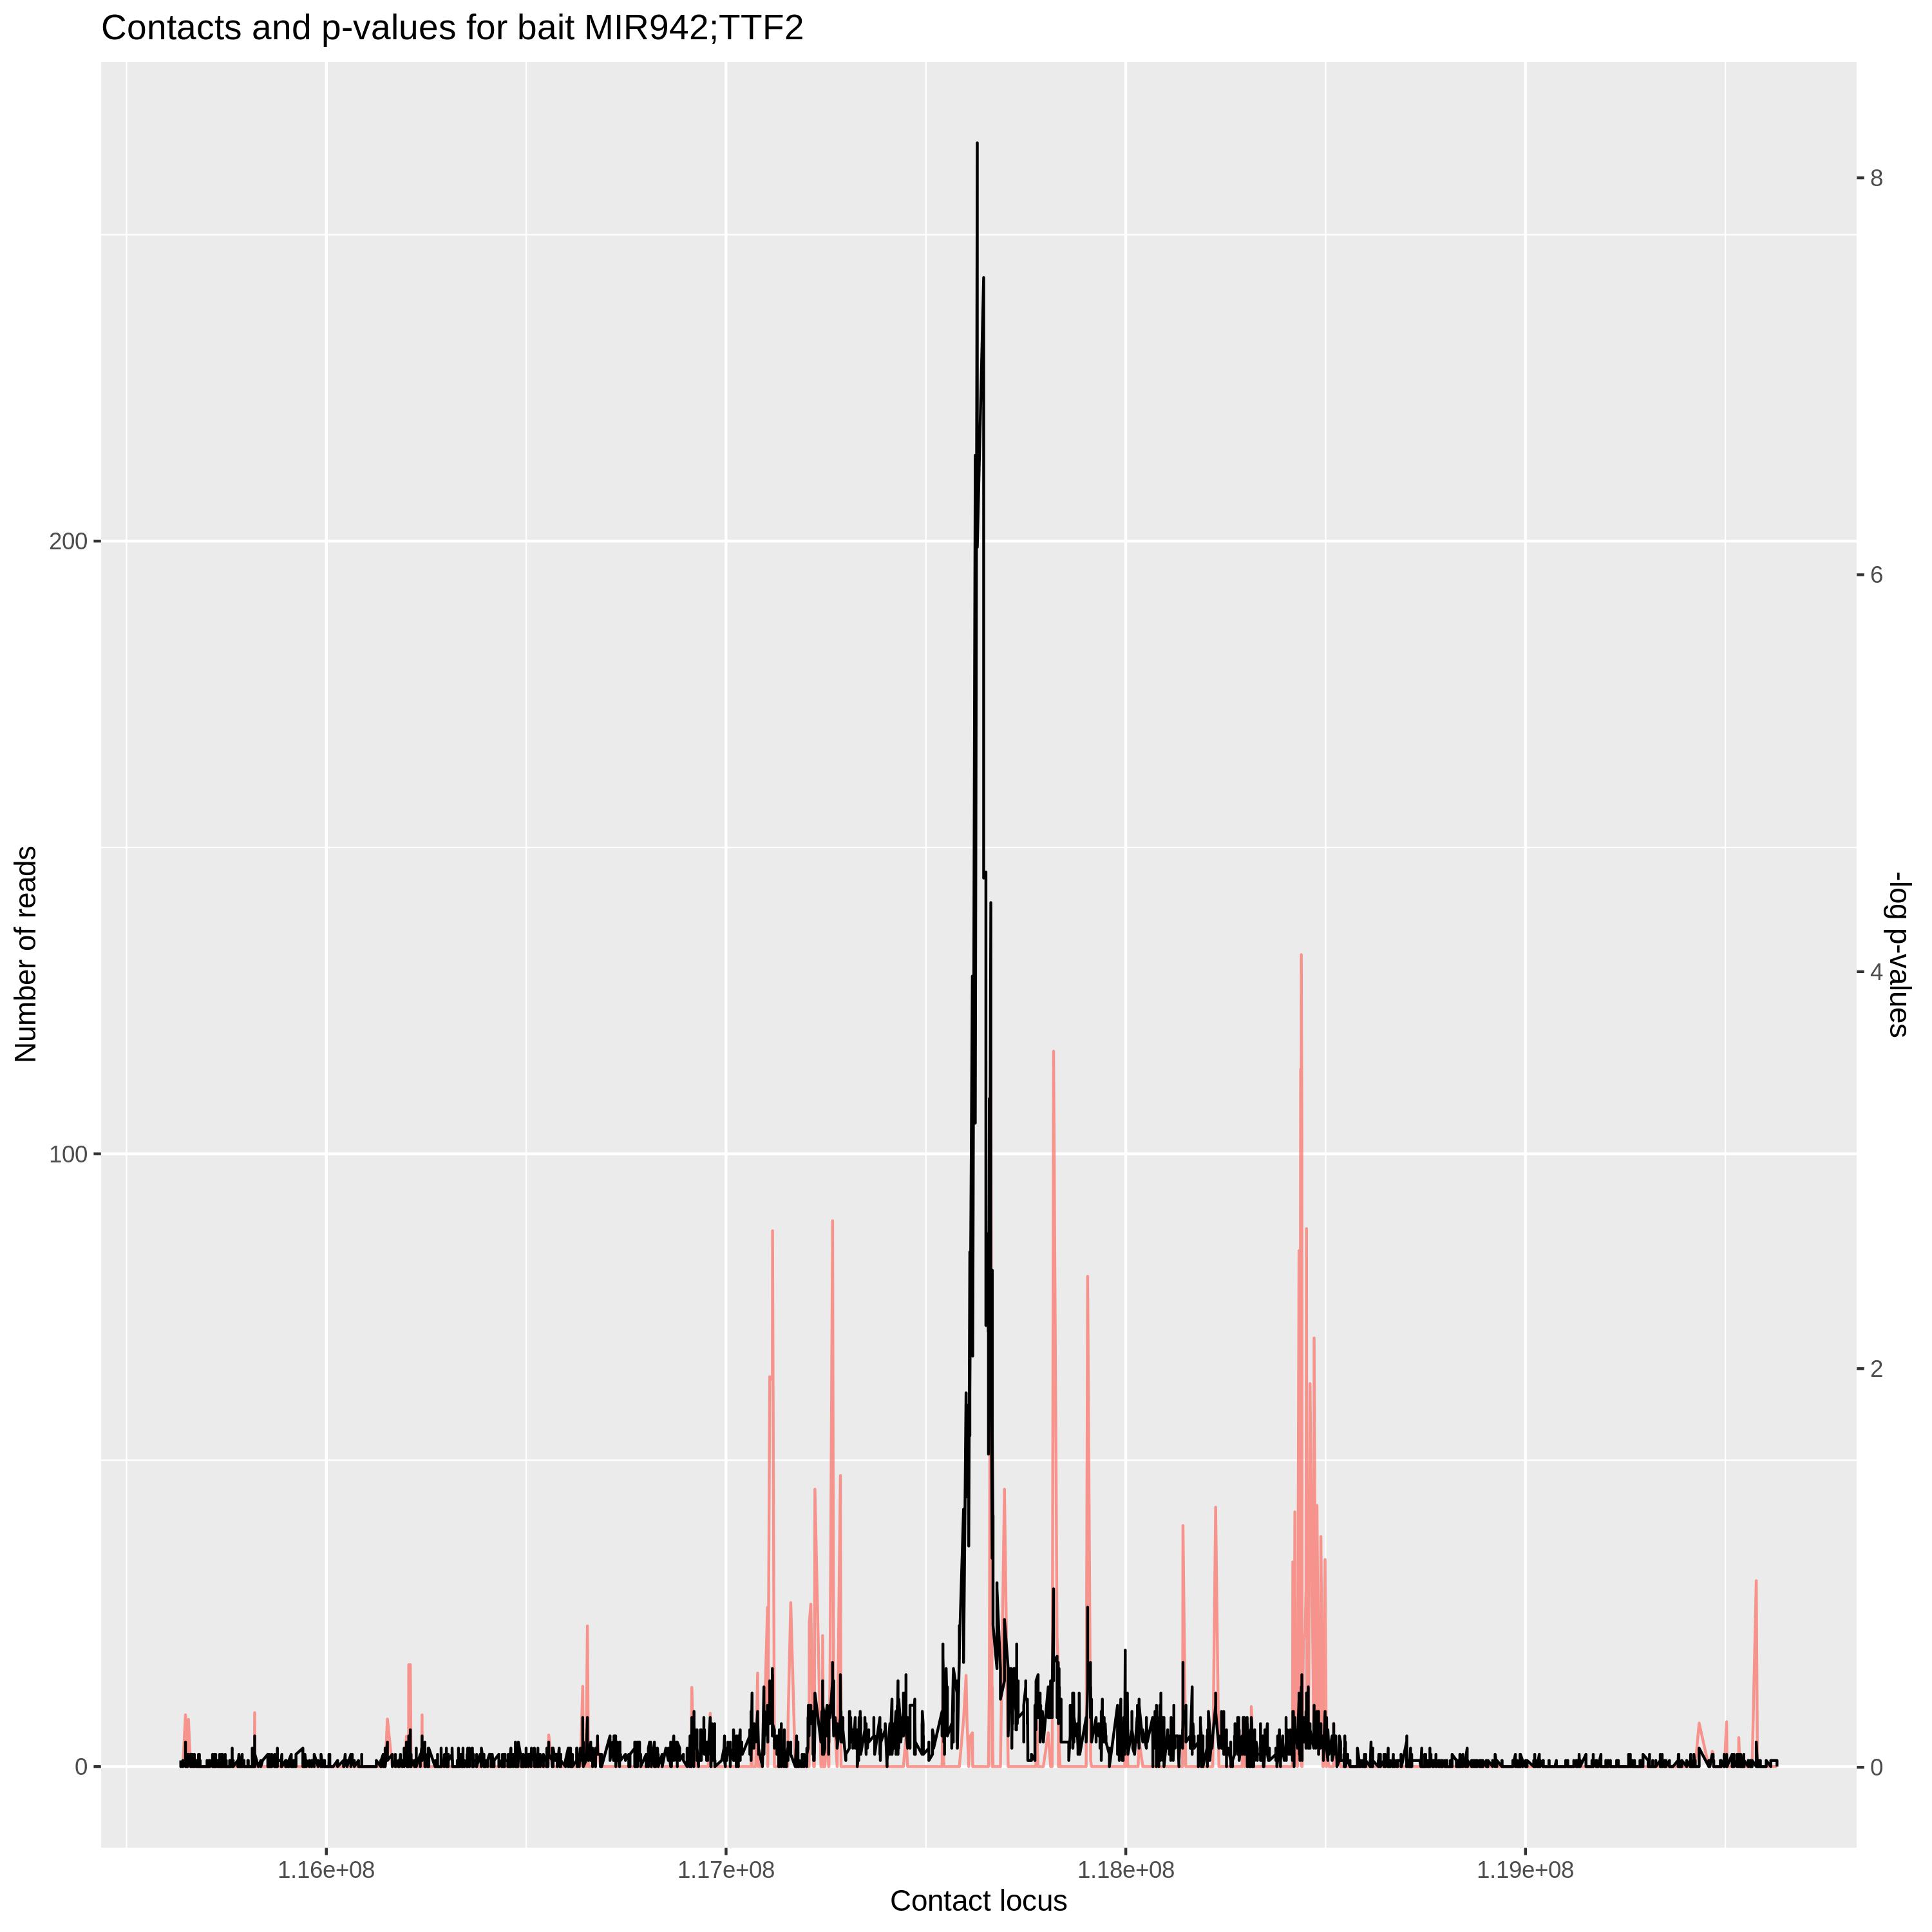 Contacts and p-values for bait MIR942;TTF2
Number of reads
200
100
0
8
6
4
2
0
-log p-values
1.16e+08
1.17e+08
1.18e+08
1.19e+08
Contact locus